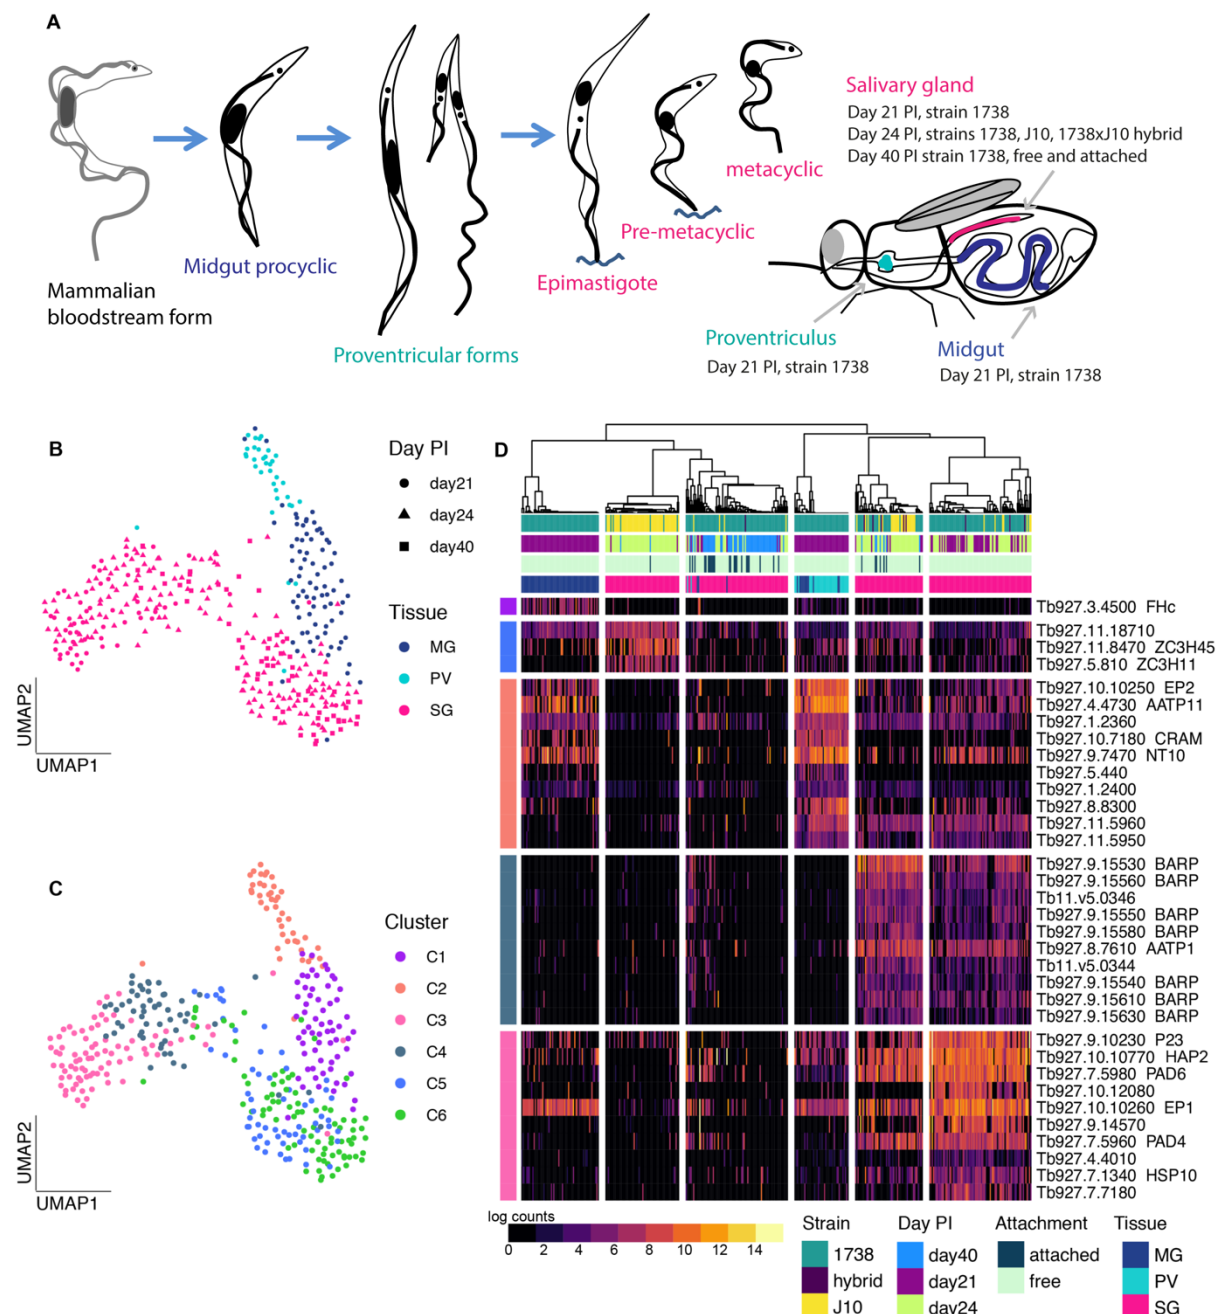 A
Mammalian
bloodstream form
Midgut procyclic
Proventricular forms
Epimastigote
Pre-metacyclic
metacyclic
Salivary gland
Day 21 PI, strain 1738
Day 24 PI, strains 1738, J10, 1738xJ10 hybrid
Day 40 PI strain 1738, free and attached
Proventriculus
Day 21 PI, strain 1738
Midgut
Day 21 PI, strain 1738
B
Day PI
day21
day24
day40
Tissue
MG
PV
SG
UMAP2
UMAP1
C
Cluster
C1
C2
C3
C4
C5
C6
UMAP2
UMAP1
D
Tb927.3.4500 FHc
Tb927.11.18710
Tb927.11.8470 ZC3H45
Tb927.5.810 ZC3H11
Tb927.10.10250 EP2
Tb927.4.4730 AATP11
Tb927.1.2360
Tb927.10.7180 CRAM
Tb927.9.7470 NT10
Tb927.5.440
Tb927.1.2400
Tb927.8.8300
Tb927.11.5960
Tb927.11.5950
Tb927.9.15530 BARP
Tb927.9.15560 BARP
Tb11.v5.0346
Tb927.9.15550 BARP
Tb927.9.15580 BARP
Tb927.8.7610 AATP1
Tb11.v5.0344
Tb927.9.15540 BARP
Tb927.9.15610 BARP
Tb927.9.15630 BARP
Tb927.9.10230 P23
Tb927.10.10770 HAP2
Tb927.7.5980 PAD6
Tb927.10.12080
Tb927.10.10260 EP1
Tb927.9.14570
Tb927.7.5960 PAD4
Tb927.4.4010
Tb927.7.1340 HSP10
Tb927.7.7180
log counts
0 2 4 6 8 10 12 14
Strain
1738
hybrid
J10
Day PI
day40
day21
day24
Attachment
attached
free
Tissue
MG
PV
SG